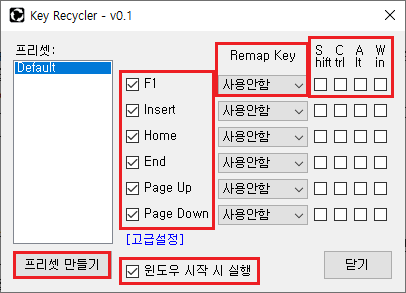 Key Recycler - v0.1
프리셋:
Default
Remap Key
S C A W
hift trl lt in
F1 사용안함
Insert 사용안함
Home 사용안함
End 사용안함
Page Up 사용안함
Page Down 사용안함
[고급설정]
프리셋 만들기
윈도우 시작 시 실행
닫기